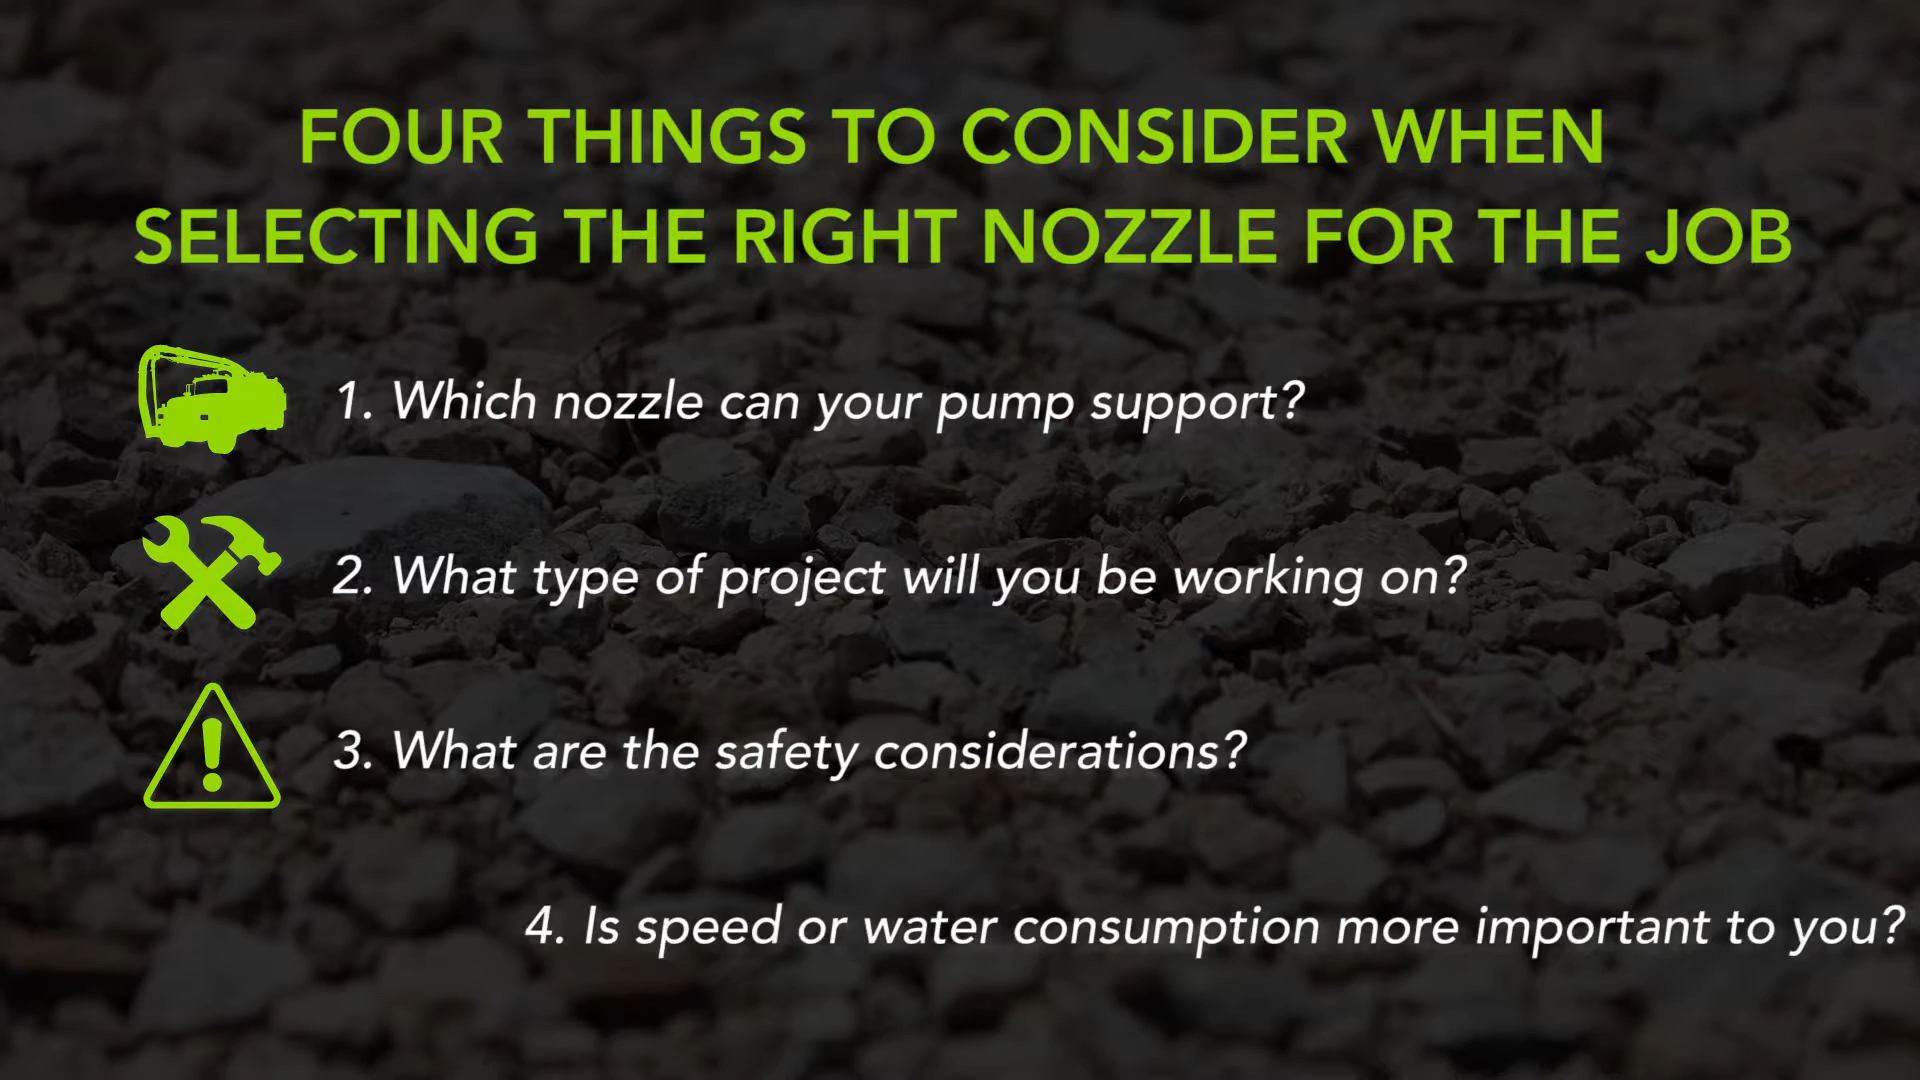 FOUR THINGS TO CONSIDER WHEN
SELECTING THE RIGHT NOZZLE FOR THE JOB
1. Which nozzle can your pump support?
2. What type of project will you be working on?
3. What are the safety considerations?
4. Is speed or water consumption more important to you?